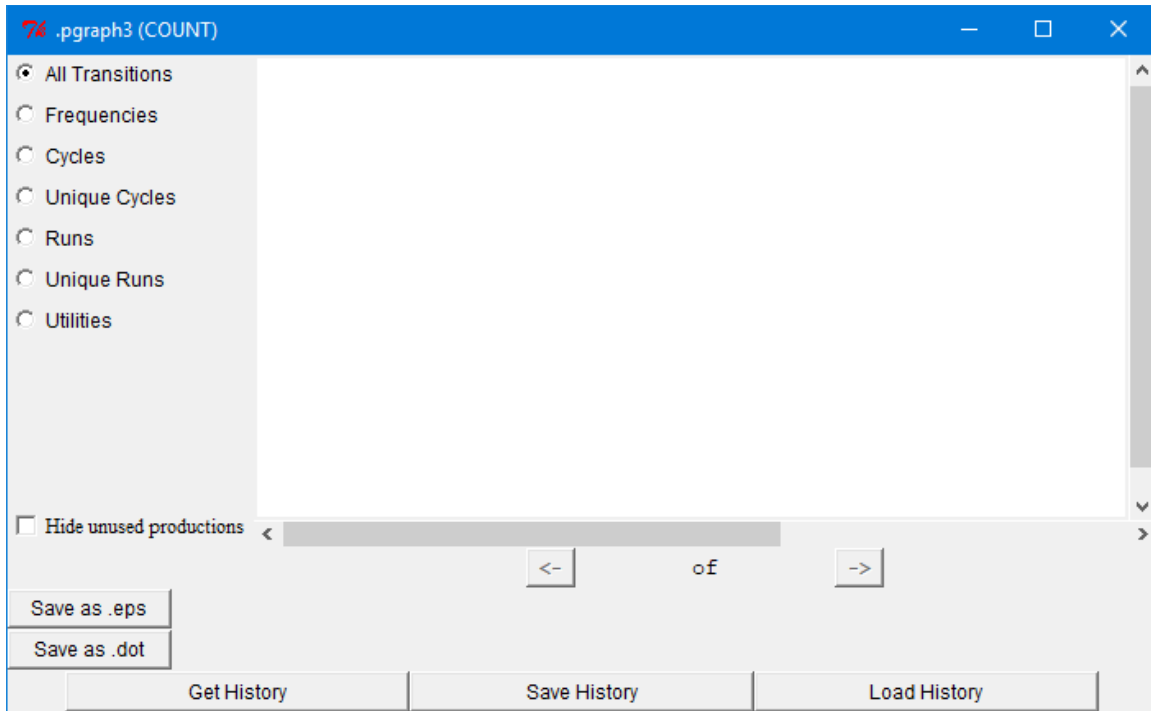 .pgraph3 (COUNT)
All Transitions
Frequencies
Cycles
Unique Cycles
Runs
Unique Runs
Utilities
Hide unused productions
<- of ->
Save as .eps
Save as .dot
Get History Save History Load History